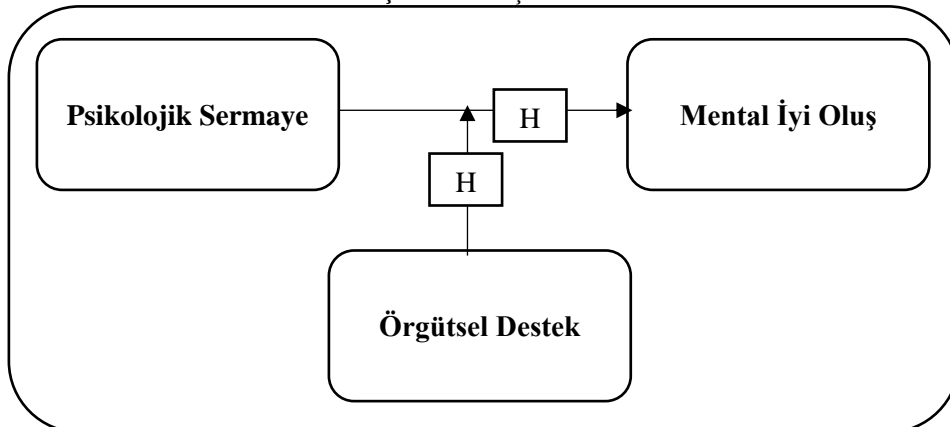 Psikolojik Sermaye
H
Mental İyi Oluş
H
Örgütsel Destek